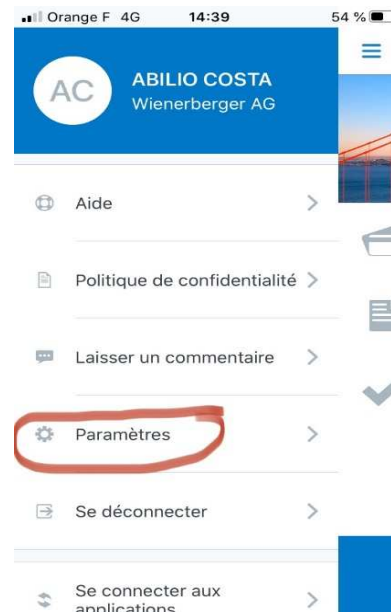 Orange F 4G 14:39 54 %
AC
ABILIO COSTA
Wienerberger AG
Aide
Politique de confidentialité
Laisser un commentaire
Paramètres
Se déconnecter
Se connecter aux
applications